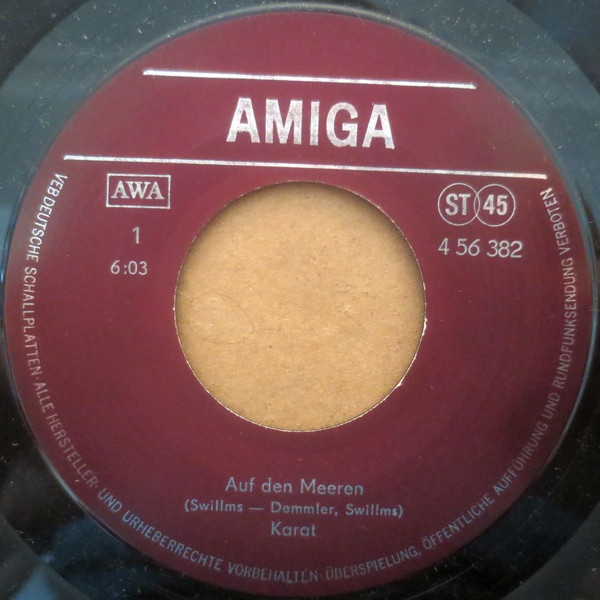 AMIGA
AWA
ST 45
1
4 56 382
6:03
Auf den Meeren
(Swillms — Demmler, Swillms)
Karat
VEB DEUTSCHE SCHALLPLATTEN · ALLE HERSTELLER- UND URHEBERRECHTE VORBEHALTEN · ÜBERSPIELUNG, ÖFFENTLICHE AUFFÜHRUNG UND RUNDFUNKSENDUNG VERBOTEN